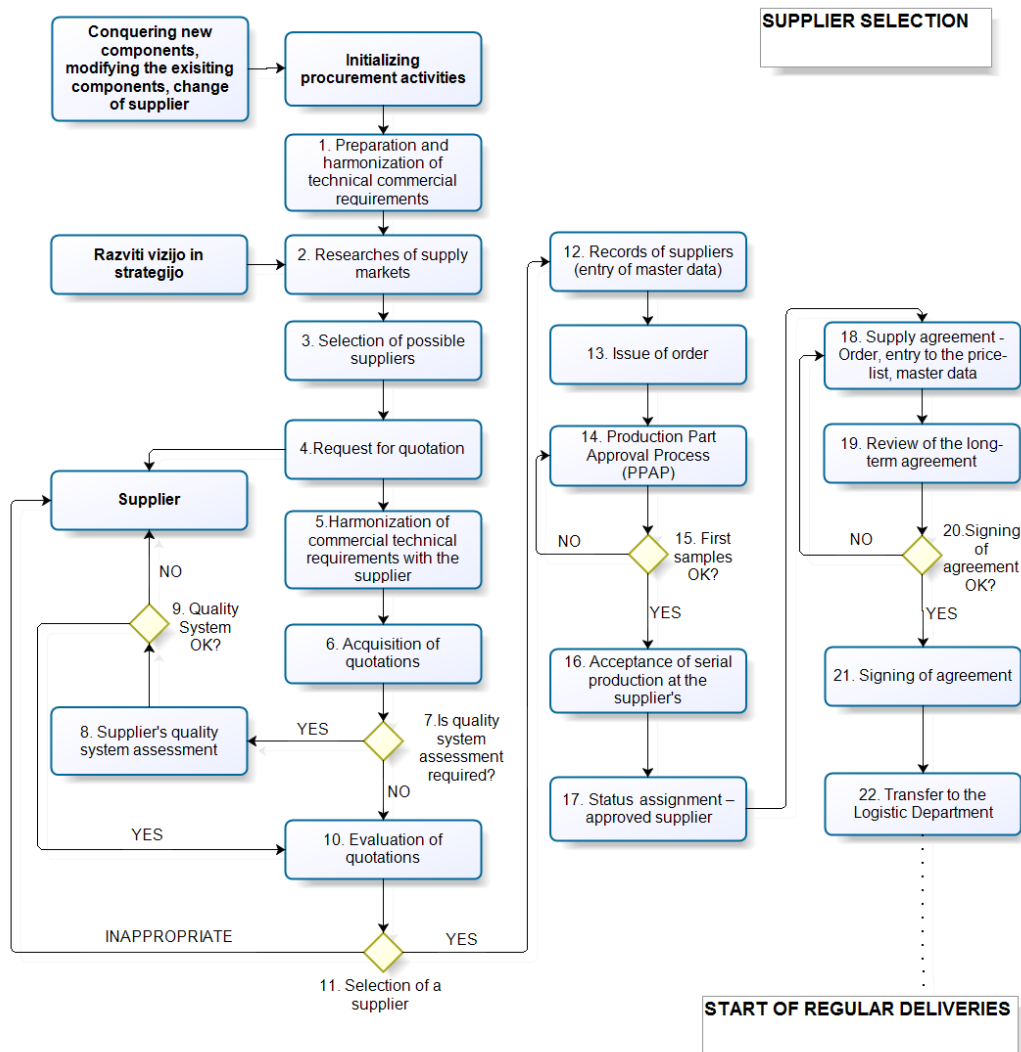 SUPPLIER SELECTION
Conquering new
components,
modifying the exisiting
components, change
of supplier
Initializing
procurement activities
1. Preparation and
harmonization of
technical commercial
requirements
Razviti vizijo in
strategijo
2. Researches of supply
markets
3. Selection of possible
suppliers
4.Request for quotation
Supplier
5.Harmonization of
commercial technical
requirements with the
supplier
NO
9. Quality
System
OK?
6. Acquisition of
quotations
8. Supplier's quality
system assessment
YES
7.Is quality
system
assessment
required?
NO
YES
10. Evaluation of
quotations
INAPPROPRIATE
YES
11. Selection of a
supplier
12. Records of suppliers
(entry of master data)
13. Issue of order
14. Production Part
Approval Process
(PPAP)
NO
15. First
samples
OK?
YES
16. Acceptance of serial
production at the
supplier's
17. Status assignment –
approved supplier
18. Supply agreement -
Order, entry to the price-
list, master data
19. Review of the long-
term agreement
NO
20.Signing
of
agreement
OK?
YES
21. Signing of agreement
22. Transfer to the
Logistic Department
START OF REGULAR DELIVERIES